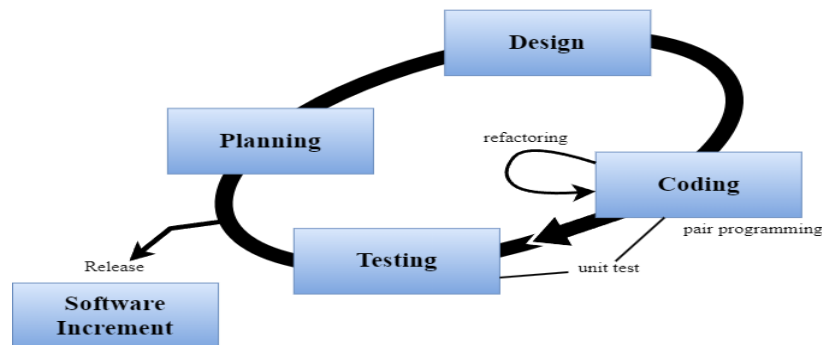 Design
refactoring
Planning
Coding
pair programming
Testing
unit test
Release
Software
Increment